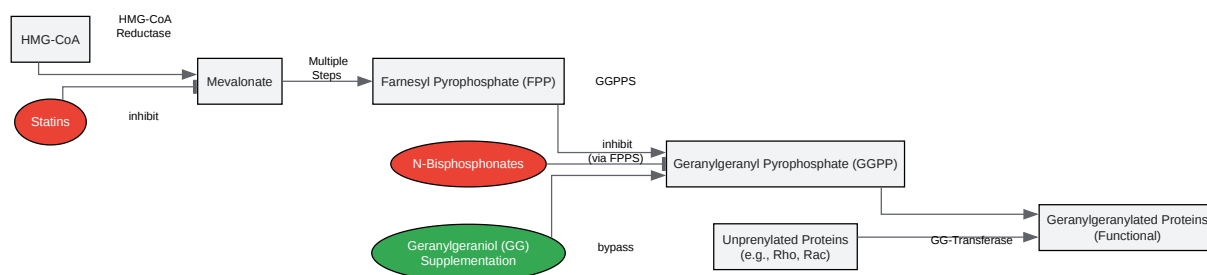 HMG-CoA
HMG-CoA
Reductase
Mevalonate
Multiple
Steps
Farnesyl Pyrophosphate (FPP)
GGPPS
Statins
inhibit
N-Bisphosphonates
inhibit
(via FPPS)
Geranylgeranyl Pyrophosphate (GGPP)
Geranylgeraniol (GG)
Supplementation
bypass
Unprenylated Proteins
(e.g., Rho, Rac)
GG-Transferase
Geranylgeranylated Proteins
(Functional)